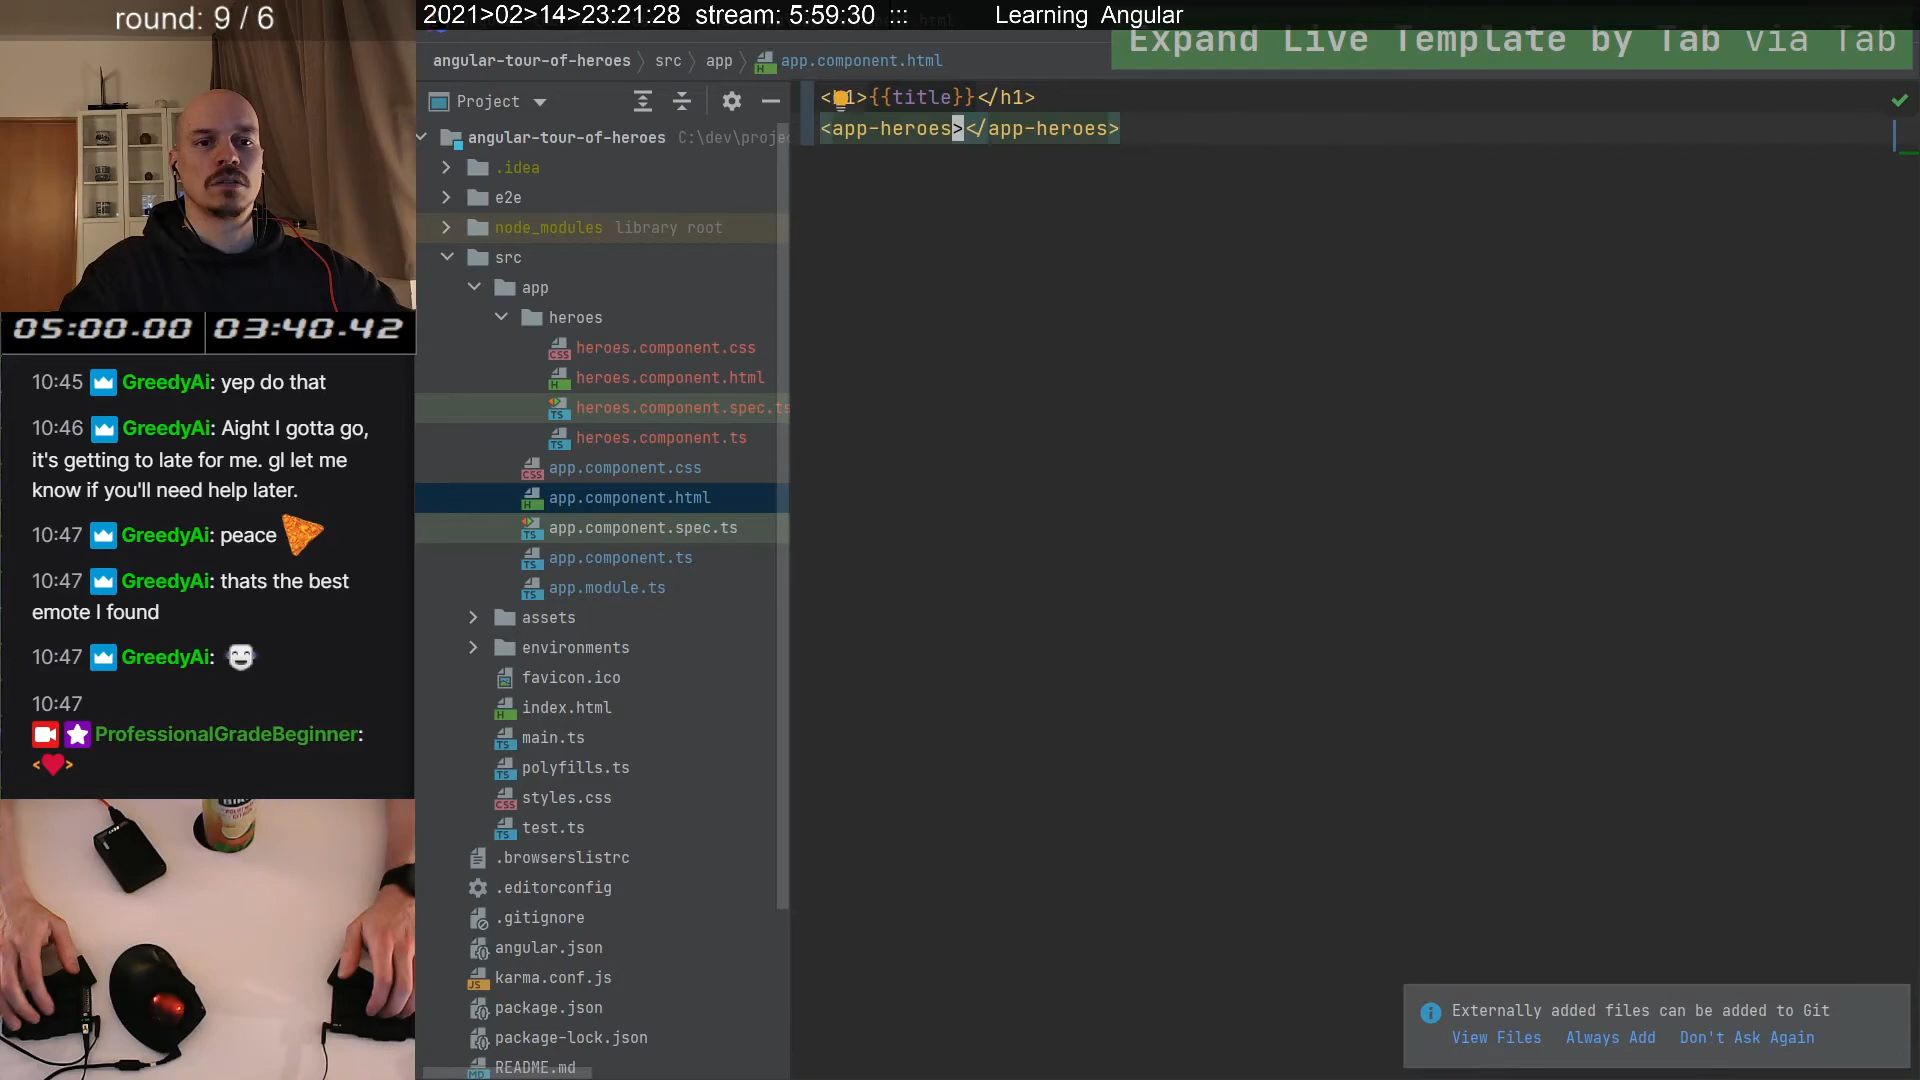 round: 9 / 6
2021>02>14>23:21:28 stream: 5:59:30 ::: Learning Angular
Expand Live Template by Tab via Tab
angular-tour-of-heroes src app app.component.html
Project
angular-tour-of-heroes C:\dev\proje
.idea
e2e
node_modules library root
src
app
heroes
heroes.component.css
heroes.component.html
heroes.component.spec.ts
heroes.component.ts
app.component.css
app.component.html
app.component.spec.ts
app.component.ts
app.module.ts
assets
environments
favicon.ico
index.html
main.ts
polyfills.ts
styles.css
test.ts
.browserslistrc
.editorconfig
.gitignore
angular.json
karma.conf.js
package.json
package-lock.json
README.md
{{title}}</h1>
<app-heroes></app-heroes>
05:00.00 03:40.42
10:45 GreedyAi: yep do that
10:46 GreedyAi: Aight I gotta go,
it's getting to late for me. gl let me
know if you'll need help later.
10:47 GreedyAi: peace
10:47 GreedyAi: thats the best
emote I found
10:47 GreedyAi:
10:47
ProfessionalGradeBeginner:
Externally added files can be added to Git
View Files Always Add Don't Ask Again